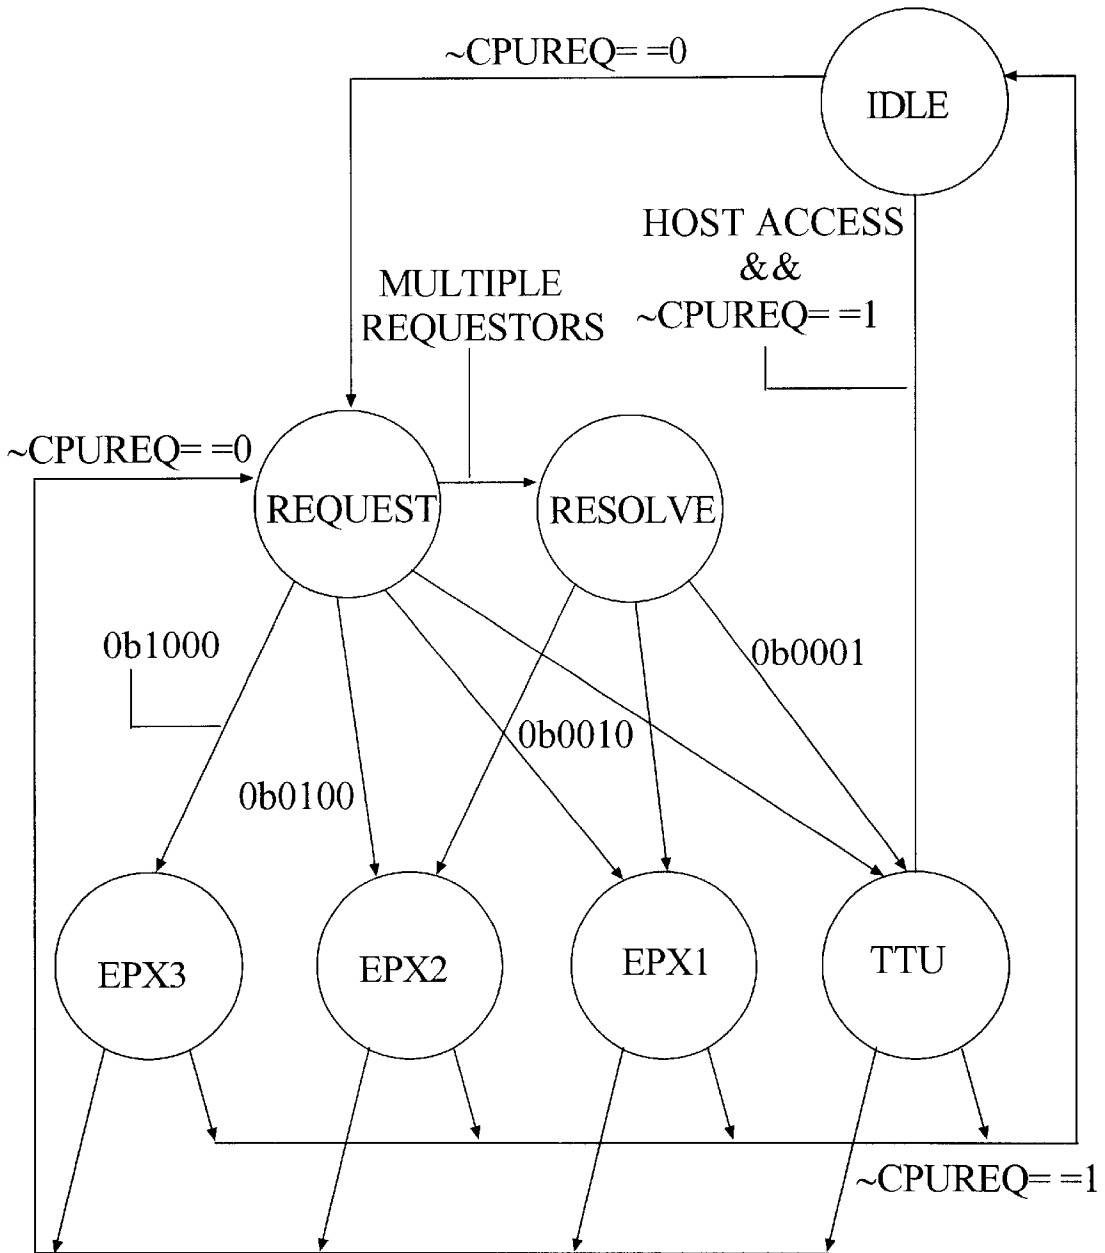 ~CPUREQ= =0
IDLE
HOST ACCESS
&&
~CPUREQ= =1
MULTIPLE
REQUESTORS
~CPUREQ= =0
REQUEST
RESOLVE
0b1000
0b0001
0b0010
0b0100
EPX3
EPX2
EPX1
TTU
~CPUREQ= =1